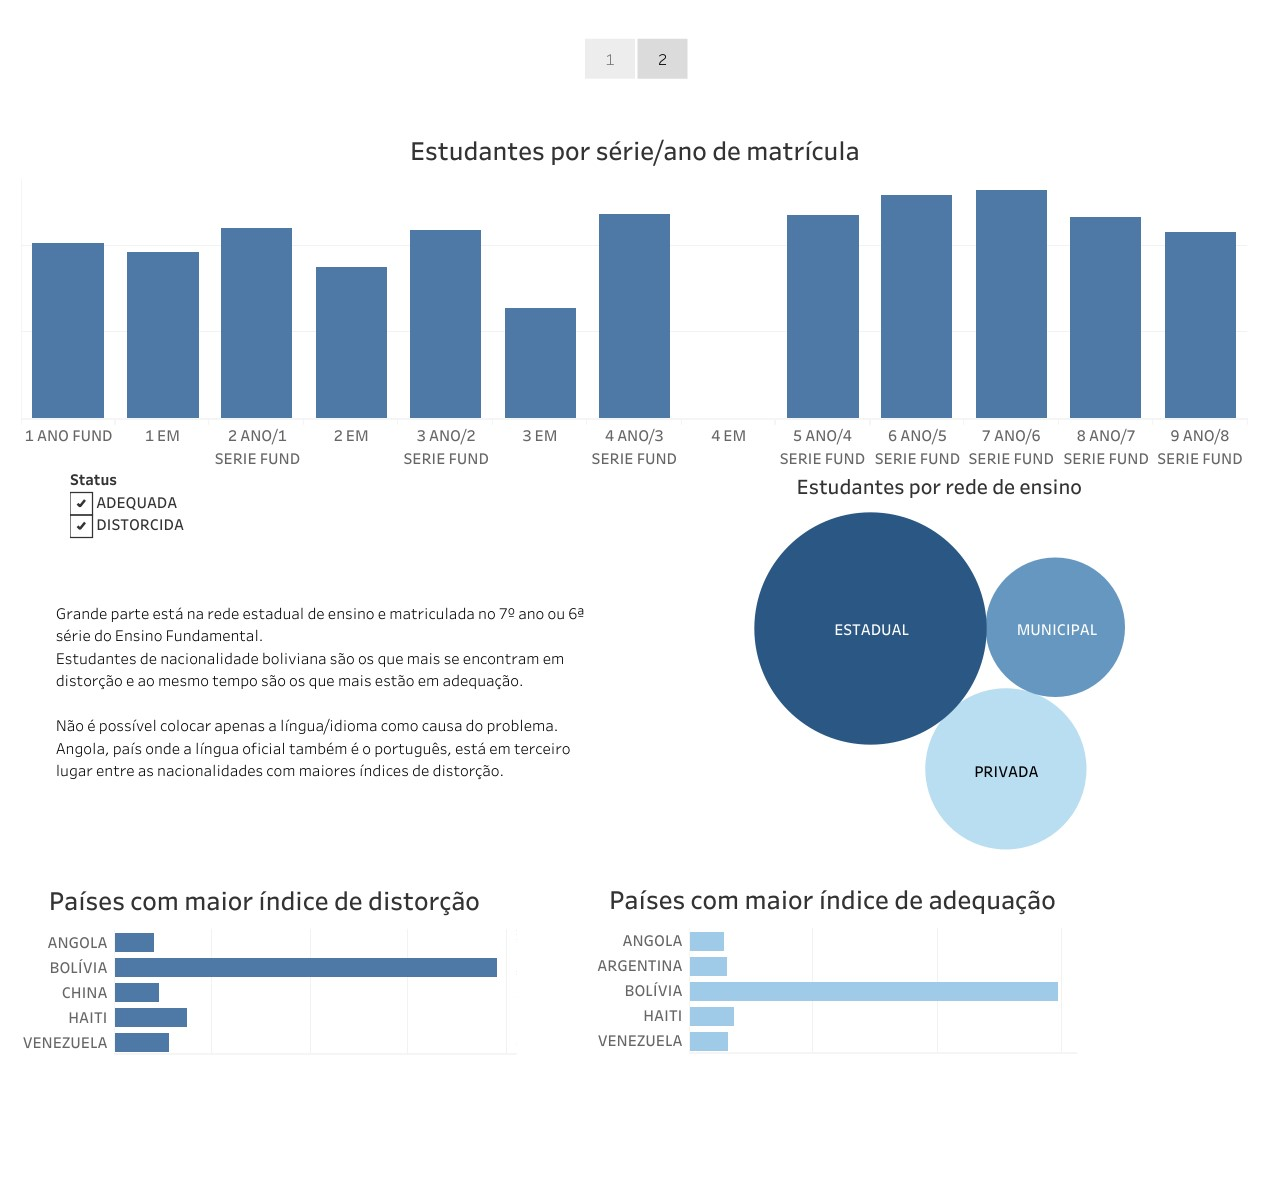 1 2
Estudantes por série/ano de matrícula
1 ANO FUND 1 EM 2 ANO/1 2 EM 3 ANO/2 3 EM 4 ANO/3 4 EM 5 ANO/4 6 ANO/5 7 ANO/6 8 ANO/7 9 ANO/8
SERIE FUND SERIE FUND SERIE FUND SERIE FUND SERIE FUND SERIE FUND SERIE FUND SERIE FUND
Status
ADEQUADA
DISTORCIDA
Estudantes por rede de ensino
ESTADUAL
MUNICIPAL
PRIVADA
Grande parte está na rede estadual de ensino e matriculada no 7º ano ou 6ª
série do Ensino Fundamental.
Estudantes de nacionalidade boliviana são os que mais se encontram em
distorção e ao mesmo tempo são os que mais estão em adequação.
Não é possível colocar apenas a língua/idioma como causa do problema.
Angola, país onde a língua oficial também é o português, está em terceiro
lugar entre as nacionalidades com maiores índices de distorção.
Países com maior índice de distorção
ANGOLA
BOLÍVIA
CHINA
HAITI
VENEZUELA
Países com maior índice de adequação
ANGOLA
ARGENTINA
BOLÍVIA
HAITI
VENEZUELA